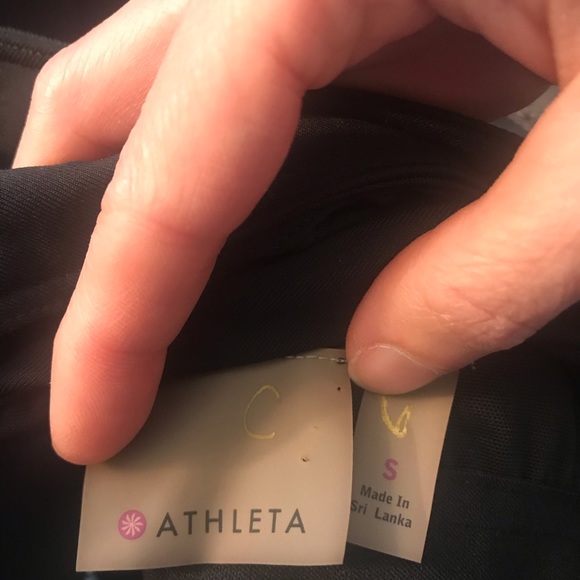 C
ATHLETA
S
Made In
Sri Lanka